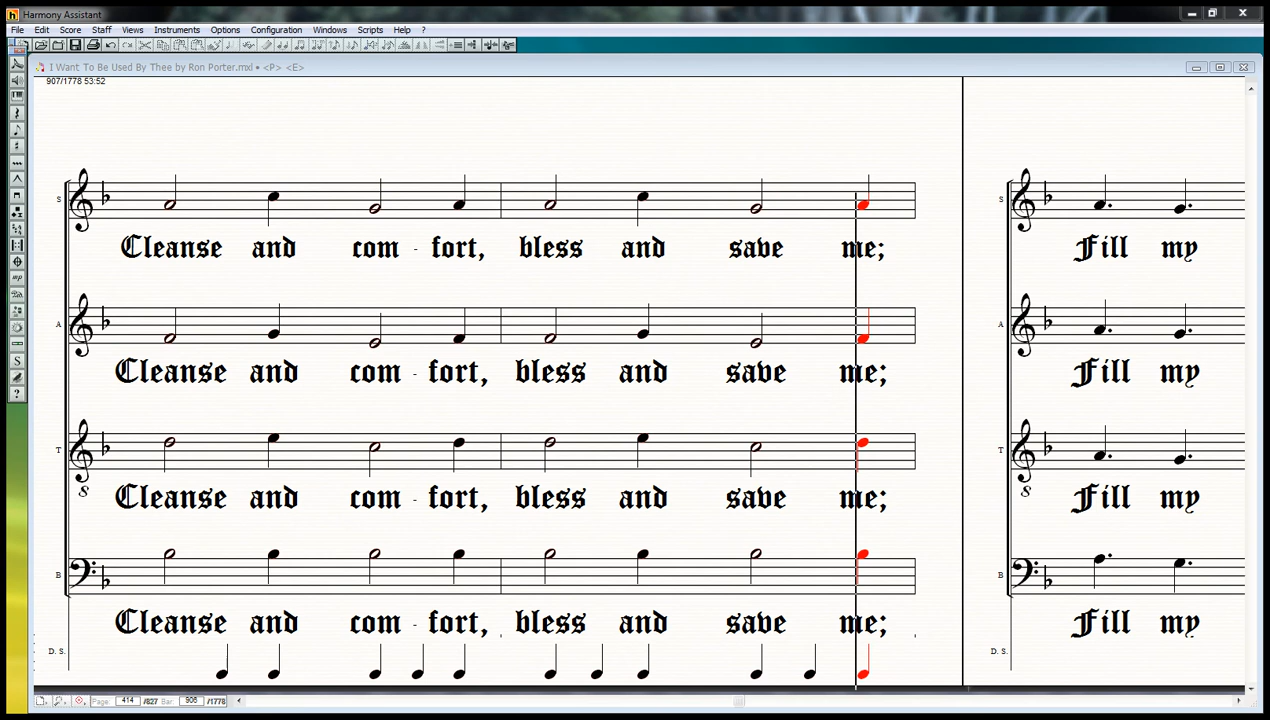 Harmony Assistant
File Edit Score Staff Views Instruments Options Configuration Windows Scripts Help ?
I Want To Be Used By Thee by Ron Porter.mxl • <P> <E>
907/1778 53:52
S
Cleanse and com - fort, bless and save me;
A
Cleanse and com - fort, bless and save me;
T
8
Cleanse and com - fort, bless and save me;
B
Cleanse and com - fort, bless and save me;
D. S.
S
Fill my
A
Fill my
T
8
Fill my
B
Fill my
D. S.
Page: 414 /827 Bar: 906 /1778